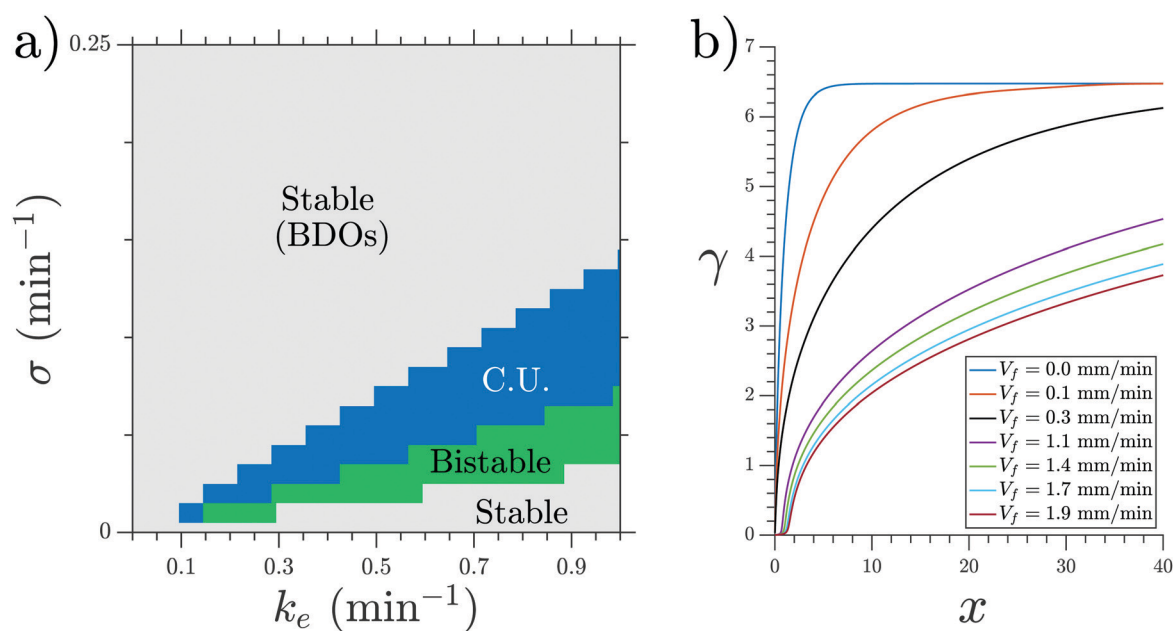 a)
0.25
0
σ (min⁻¹)
Stable
(BDOs)
C.U.
Bistable
Stable
0.1 0.3 0.5 0.7 0.9
kₑ (min⁻¹)
b)
7
6
5
4
3
2
1
0
γ
V_f = 0.0 mm/min
V_f = 0.1 mm/min
V_f = 0.3 mm/min
V_f = 1.1 mm/min
V_f = 1.4 mm/min
V_f = 1.7 mm/min
V_f = 1.9 mm/min
0 10 20 30 40
x